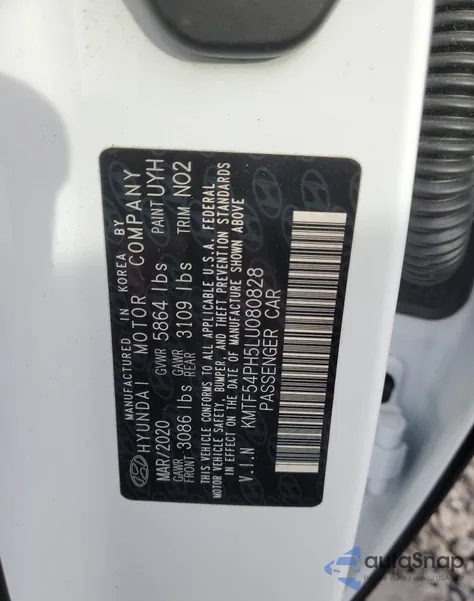 MANUFACTURED IN KOREA BY
HYUNDAI MOTOR COMPANY
MAR/2020 GVWR 5864 lbs PAINT UYH
GAWR FRONT 3086 lbs GAWR REAR 3109 lbs TRIM NO2
THIS VEHICLE CONFORMS TO ALL APPLICABLE U.S.A. FEDERAL
MOTOR VEHICLE SAFETY, BUMPER, AND THEFT PREVENTION STANDARDS
IN EFFECT ON THE DATE OF MANUFACTURE SHOWN ABOVE
V.I.N KMTF54PH5LU080828
PASSENGER CAR
autoSnap